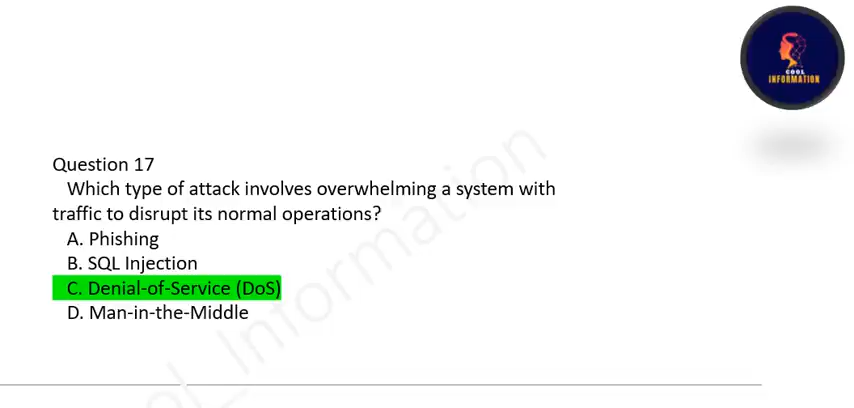 COOL
INFORMATION
Question 17
Which type of attack involves overwhelming a system with
traffic to disrupt its normal operations?
A. Phishing
B. SQL Injection
C. Denial-of-Service (DoS)
D. Man-in-the-Middle
ol_Information